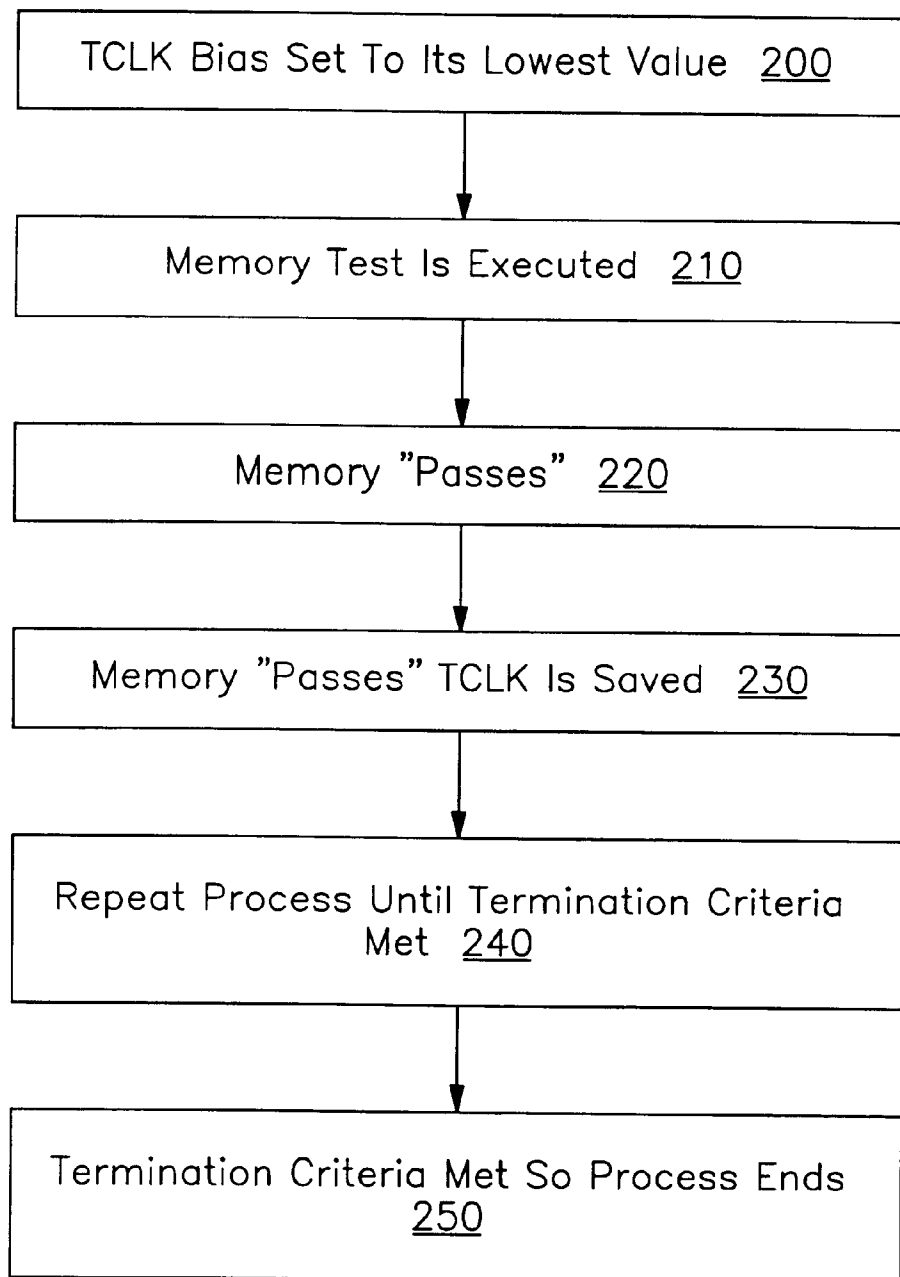 TCLK Bias Set To Its Lowest Value 200
Memory Test Is Executed 210
Memory "Passes" 220
Memory "Passes" TCLK Is Saved 230
Repeat Process Until Termination Criteria
Met 240
Termination Criteria Met So Process Ends
250